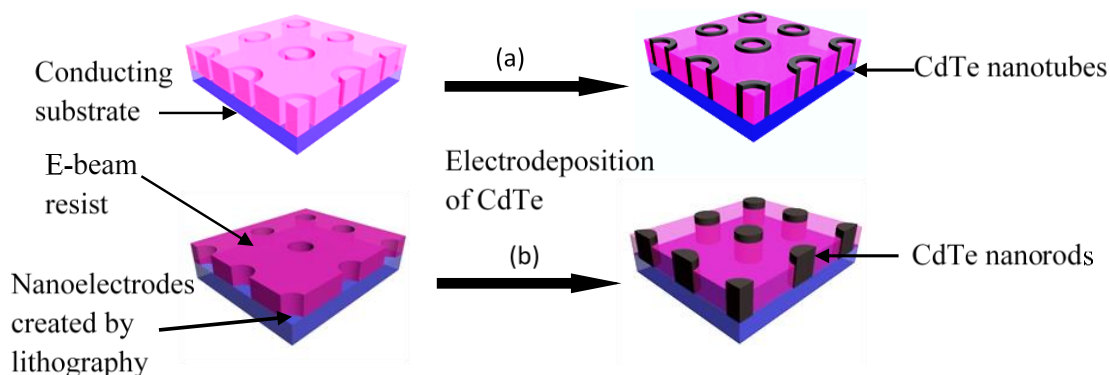 (a)
Conducting
substrate
CdTe nanotubes
E-beam
resist
Electrodeposition
of CdTe
(b)
CdTe nanorods
Nanoelectrodes
created by
lithography